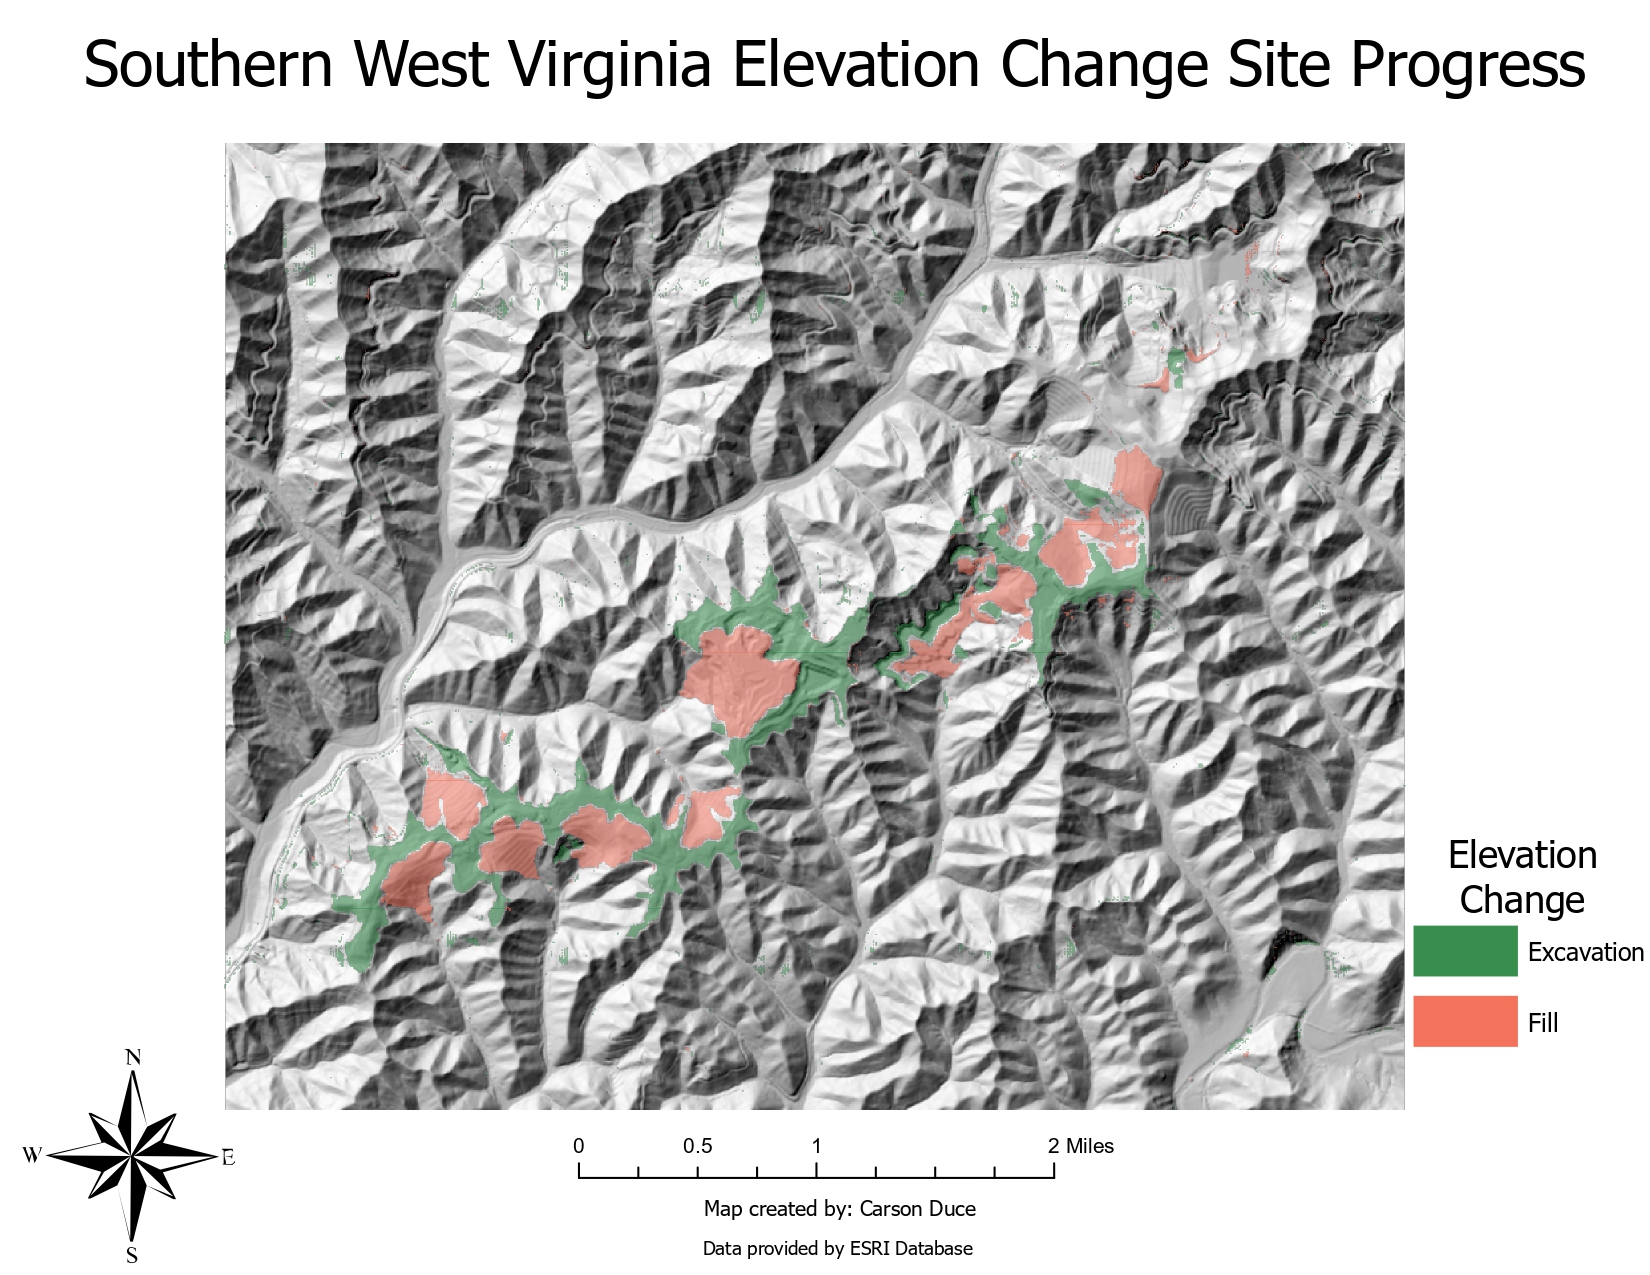 Southern West Virginia Elevation Change Site Progress
Elevation
Change
Excavation
Fill
N
W E
S
0 0.5 1 2 Miles
Map created by: Carson Duce
Data provided by ESRI Database